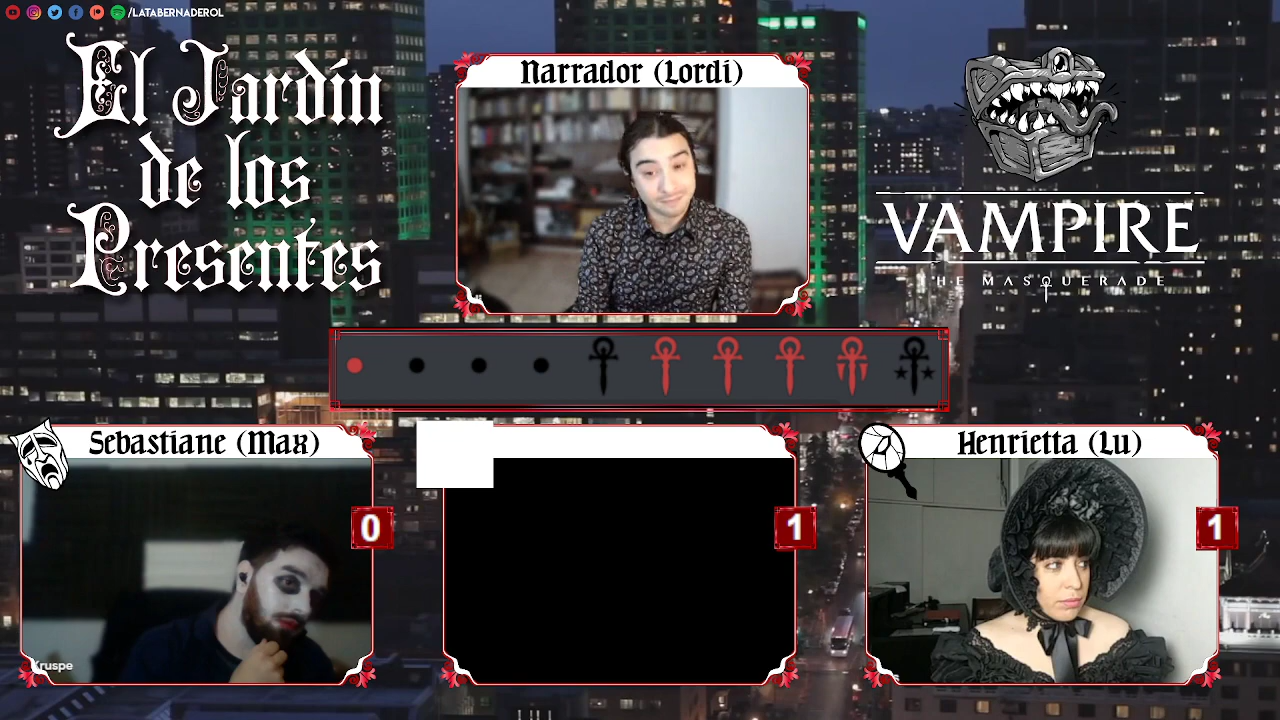 /LATABERNADEROL
El Jardín
de los
Presentes
Narrador (Lordi)
VAMPIRE
THE MASQUERADE
Sebastiane (Max)
0
1
Henrietta (Lu)
1
Kruspe